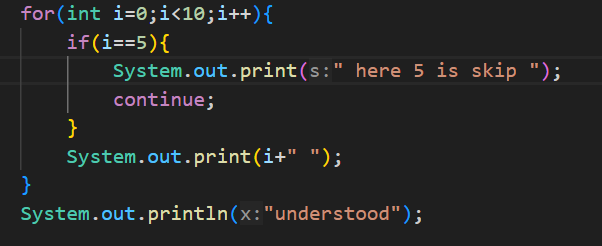 for(int i=0;i<10;i++){
if(i==5){
System.out.print(s:" here 5 is skip ");
continue;
}
System.out.print(i+" ");
}
System.out.println(x:"understood");